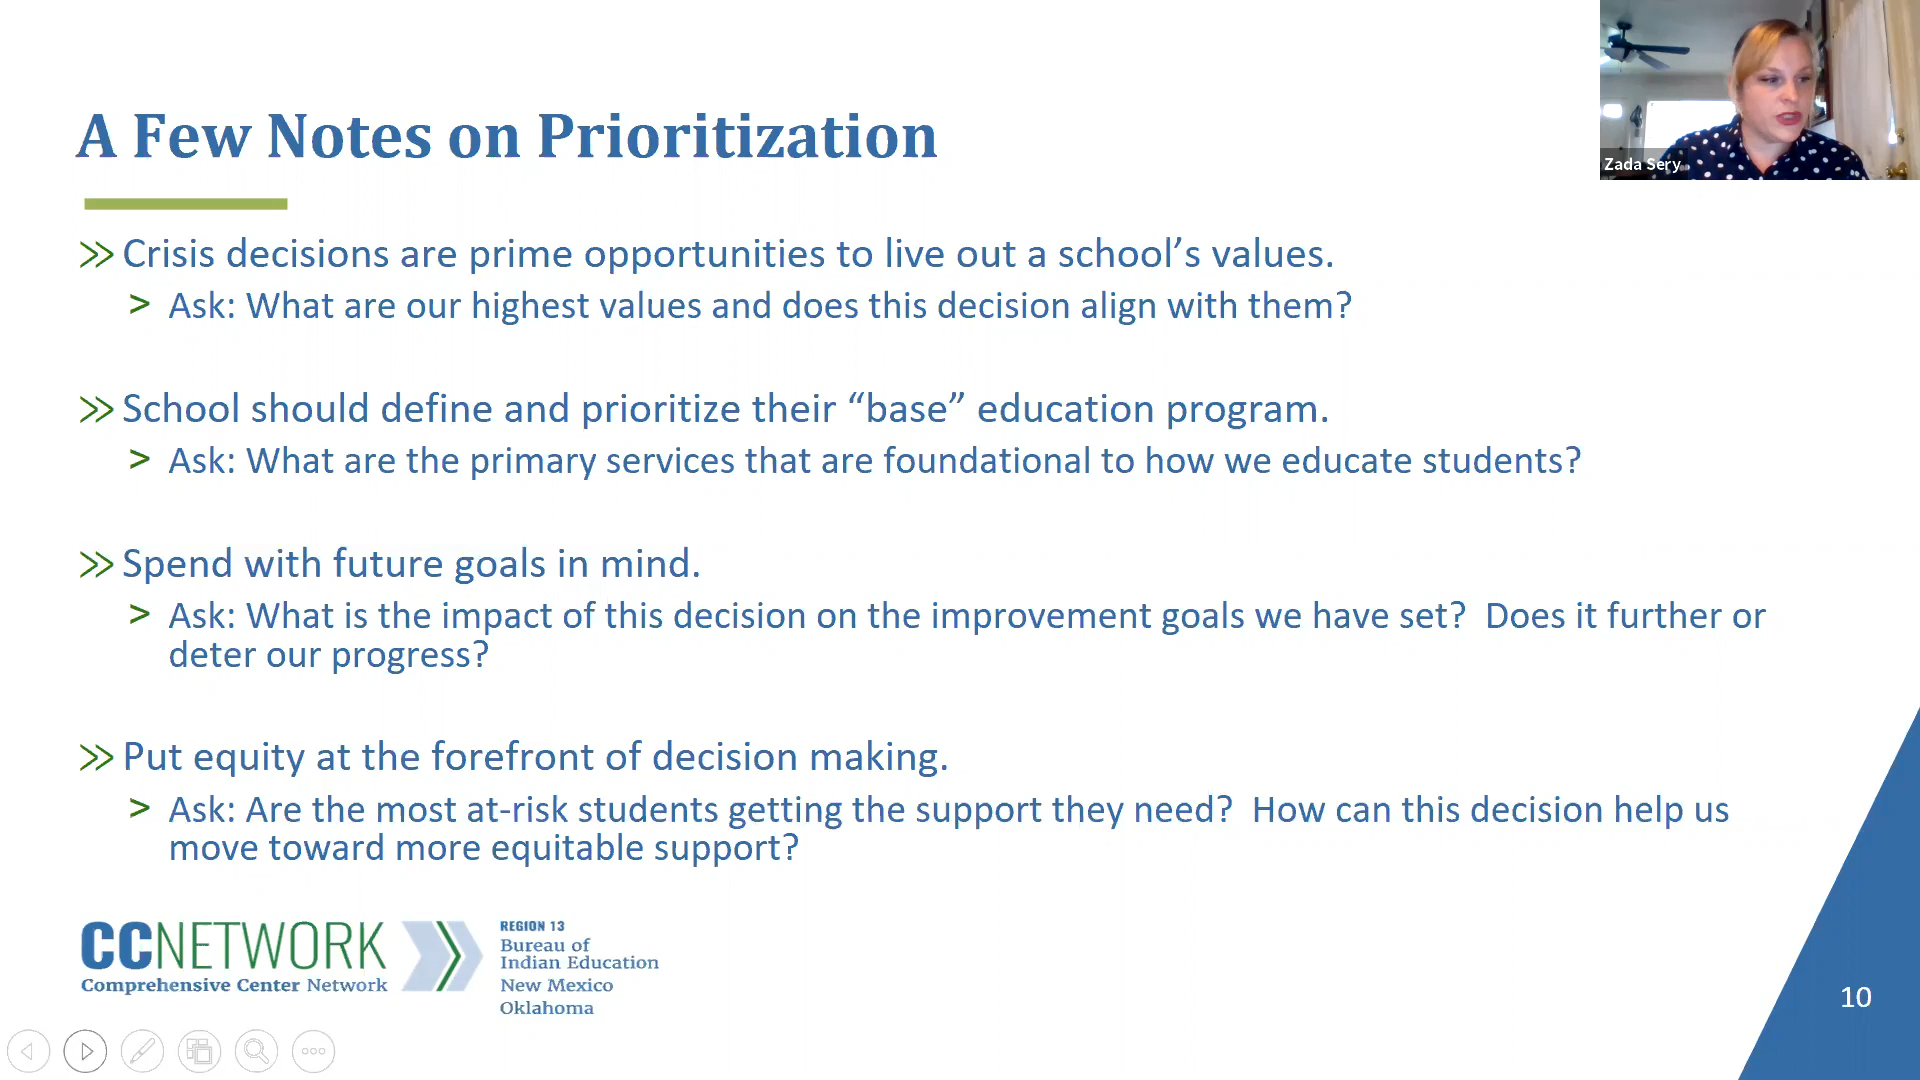 A Few Notes on Prioritization
Zada Sery
» Crisis decisions are prime opportunities to live out a school’s values.
> Ask: What are our highest values and does this decision align with them?
» School should define and prioritize their “base” education program.
> Ask: What are the primary services that are foundational to how we educate students?
» Spend with future goals in mind.
> Ask: What is the impact of this decision on the improvement goals we have set?  Does it further or
deter our progress?
» Put equity at the forefront of decision making.
> Ask: Are the most at-risk students getting the support they need?  How can this decision help us
move toward more equitable support?
CCNETWORK
Comprehensive Center Network
REGION 13
Bureau of
Indian Education
New Mexico
Oklahoma
10